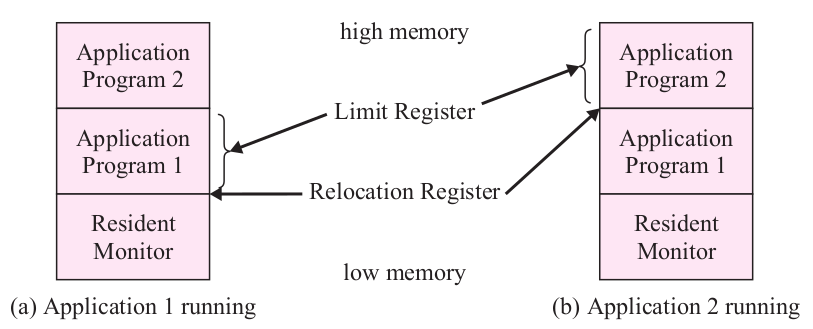 Application
Program 2
Application
Program 1
Resident
Monitor
(a) Application 1 running
high memory
Limit Register
Relocation Register
low memory
Application
Program 2
Application
Program 1
Resident
Monitor
(b) Application 2 running